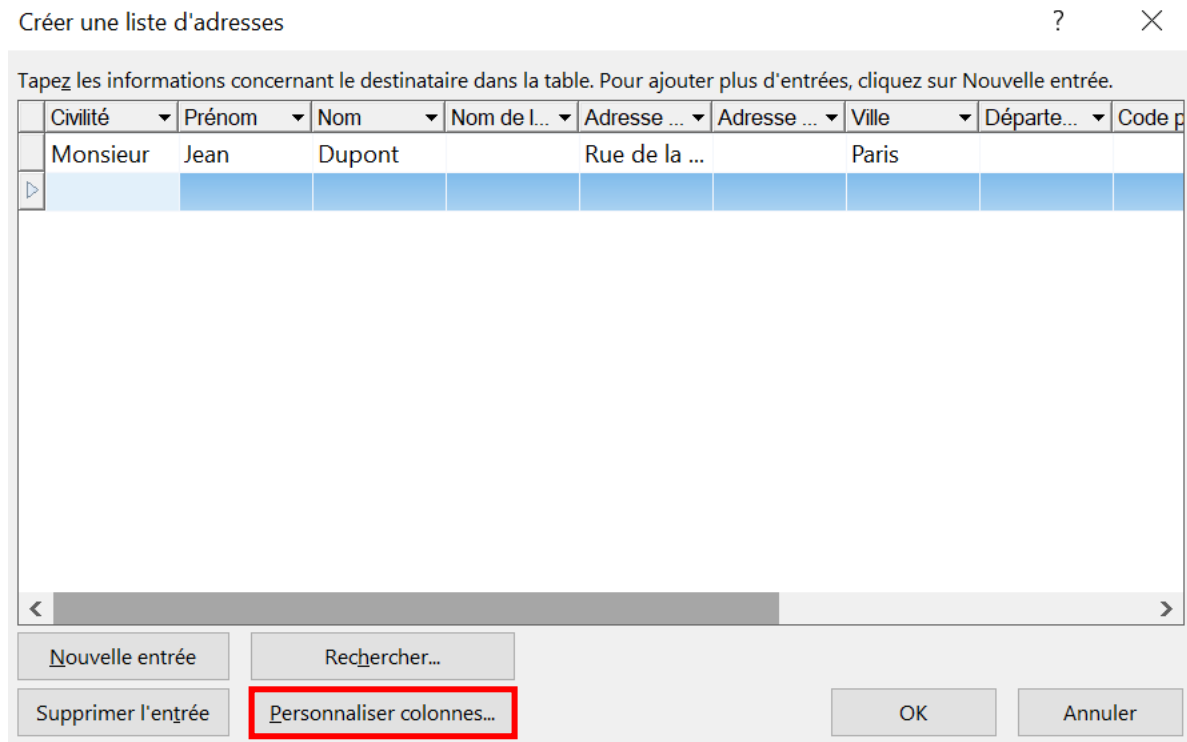 Créer une liste d'adresses ?
Tapez les informations concernant le destinataire dans la table. Pour ajouter plus d'entrées, cliquez sur Nouvelle entrée.
Civilité Prénom Nom Nom de l... Adresse ... Adresse ... Ville Départe... Code p
Monsieur Jean Dupont Rue de la ... Paris
Nouvelle entrée Rechercher...
Supprimer l'entrée Personnaliser colonnes... OK Annuler